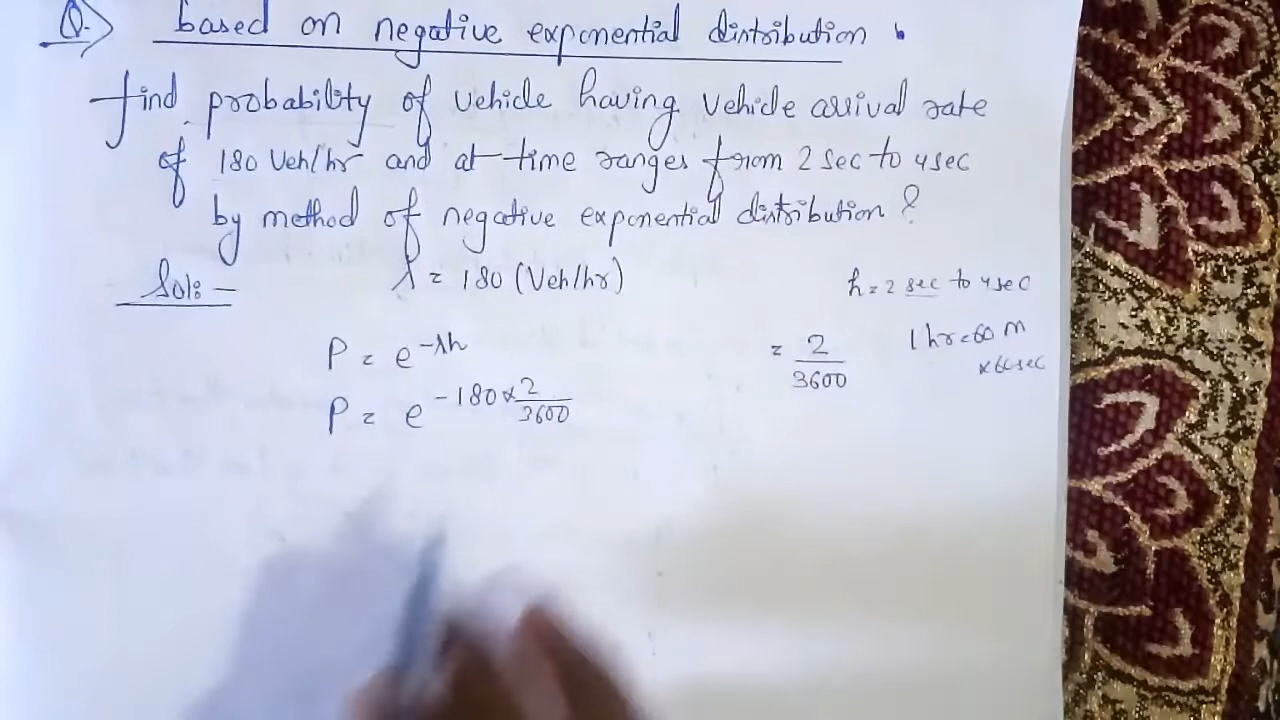 Q.> based on negative exponential distribution.
find probability of vehicle having vehicle arrival rate
of 180 Veh/hr and at time ranges from 2 sec to 4 sec
by method of negative exponential distribution ?
Sol:- λ = 180 (Veh/hr) h = 2 sec to 4 sec
P = e^-λh = 2/3600 1 hr = 60 m × 60 sec
P = e^-180×2/3600